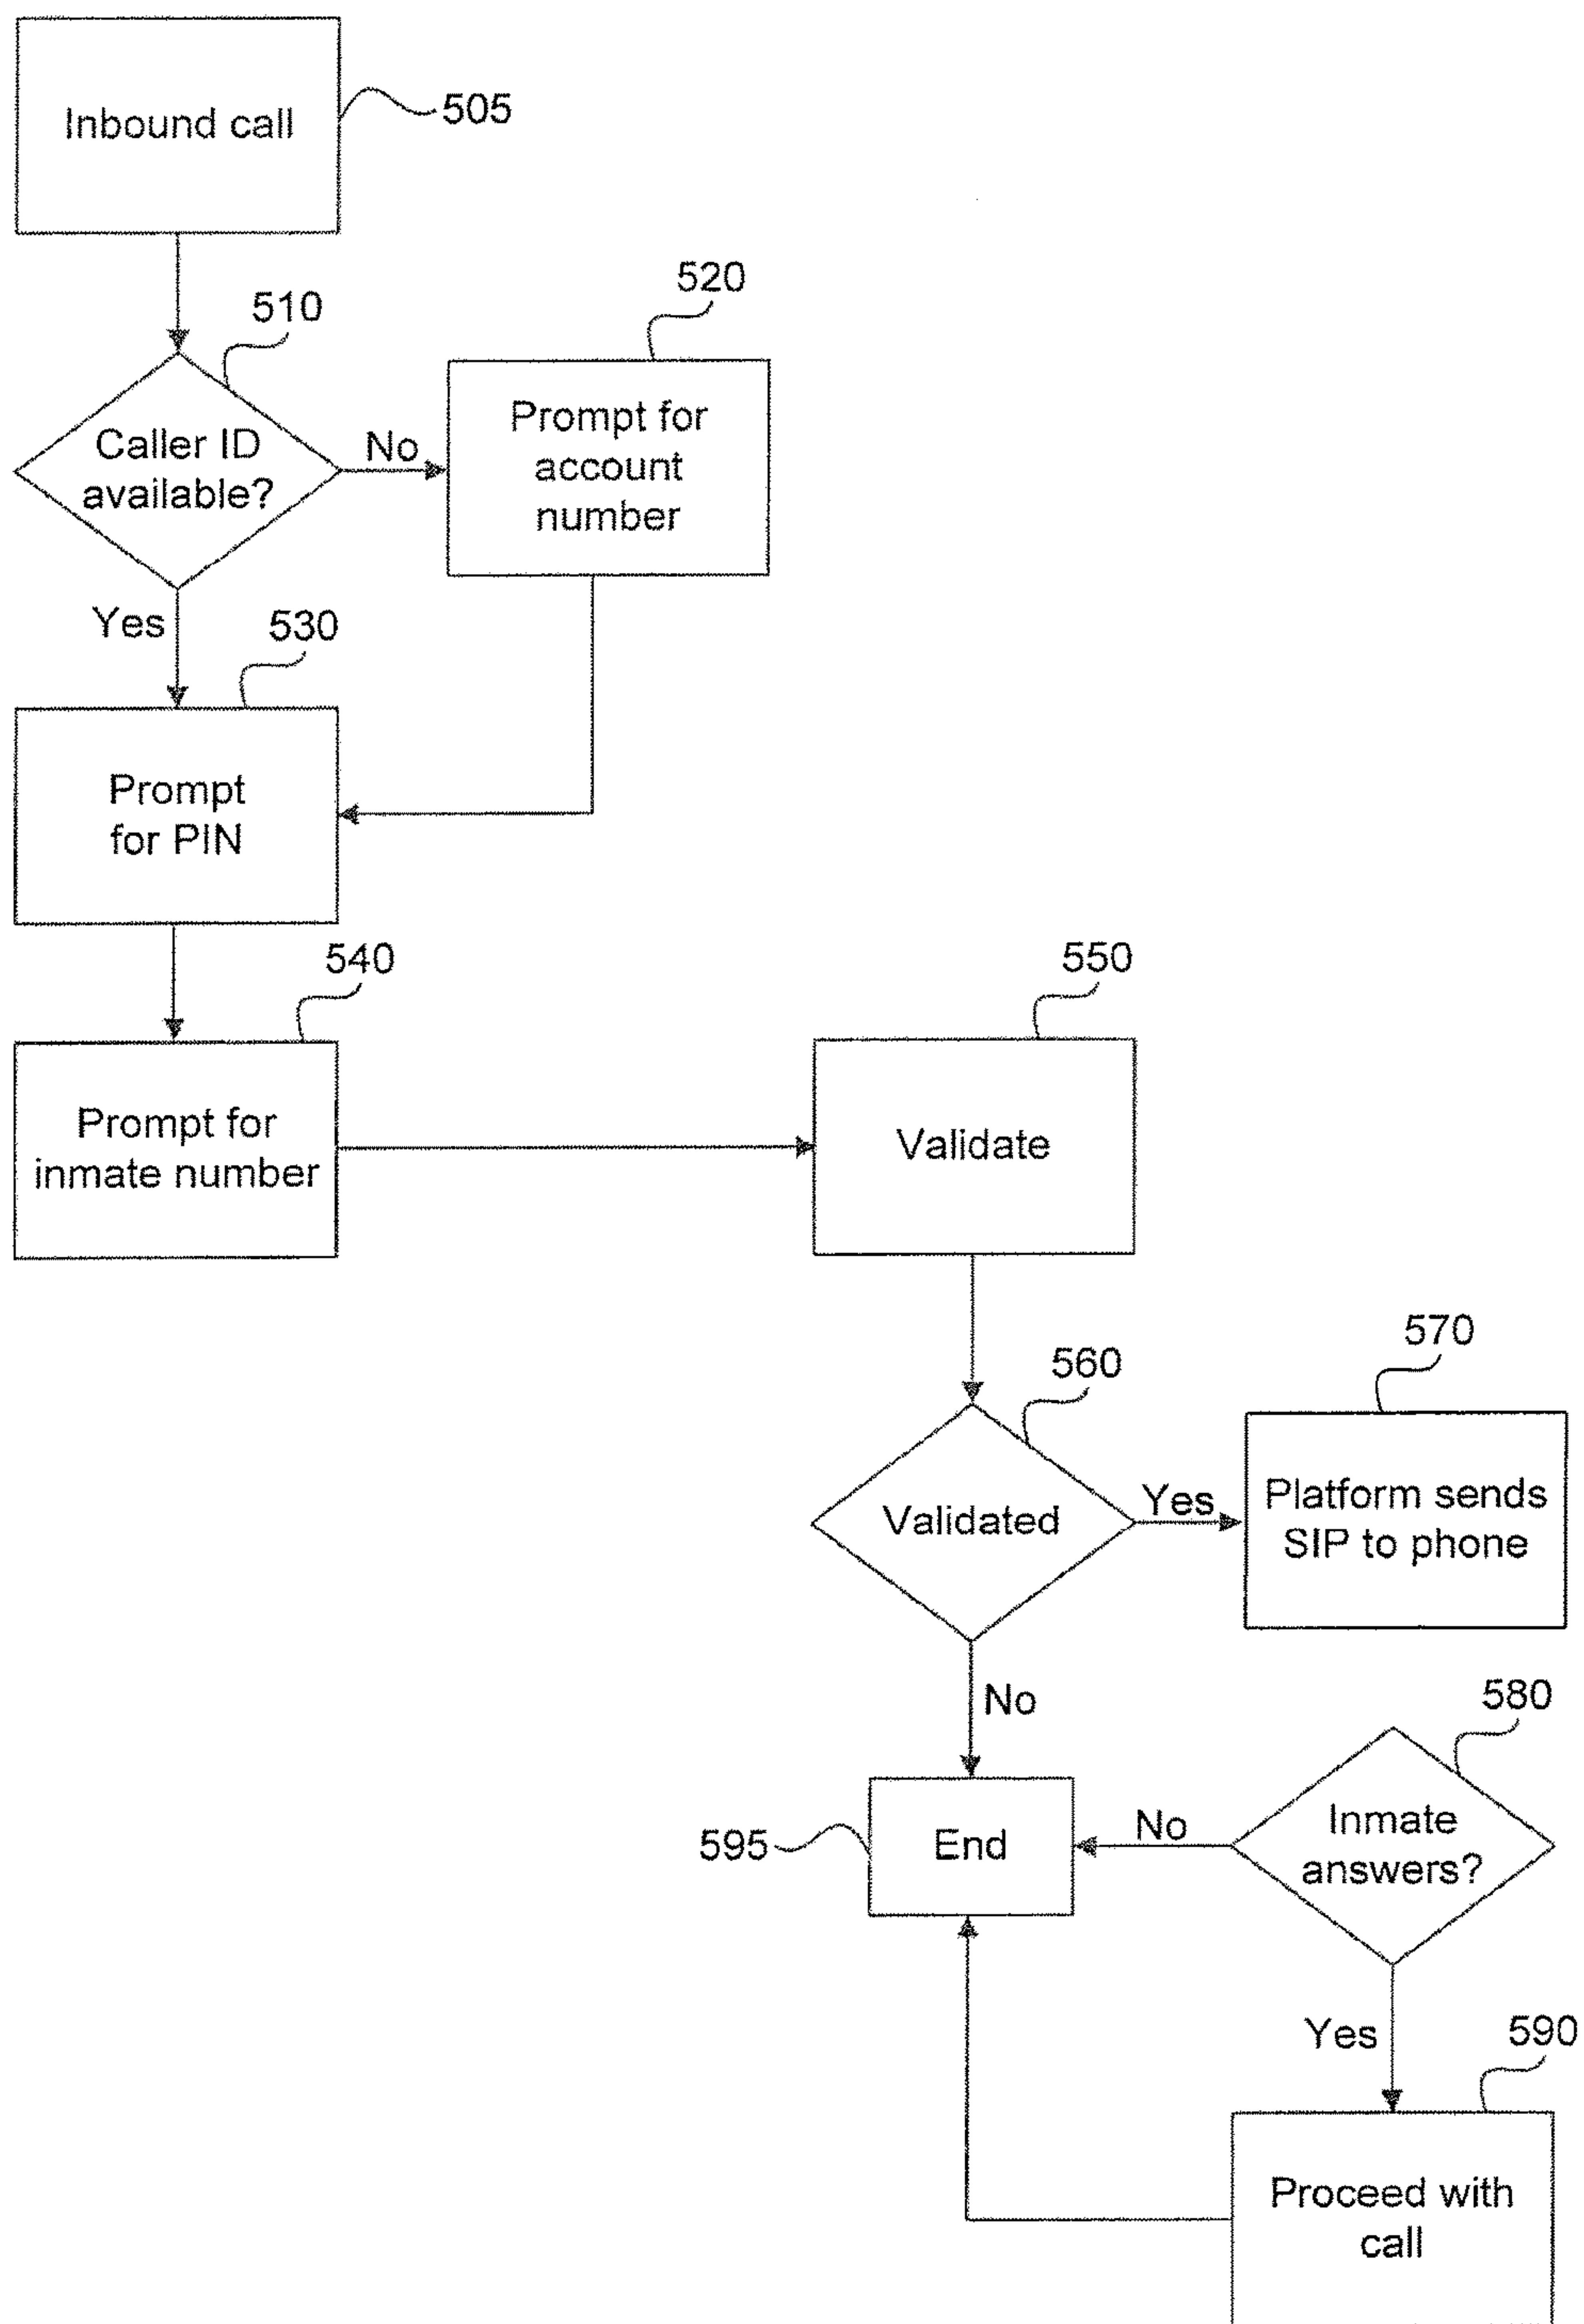 Inbound call
505
510
520
Caller ID
available?
No
Prompt for
account
number
Yes
530
Prompt
for PIN
540
550
Prompt for
inmate number
Validate
560
570
Validated
Yes
Platform sends
SIP to phone
No
580
595
End
No
Inmate
answers?
Yes
590
Proceed with
call